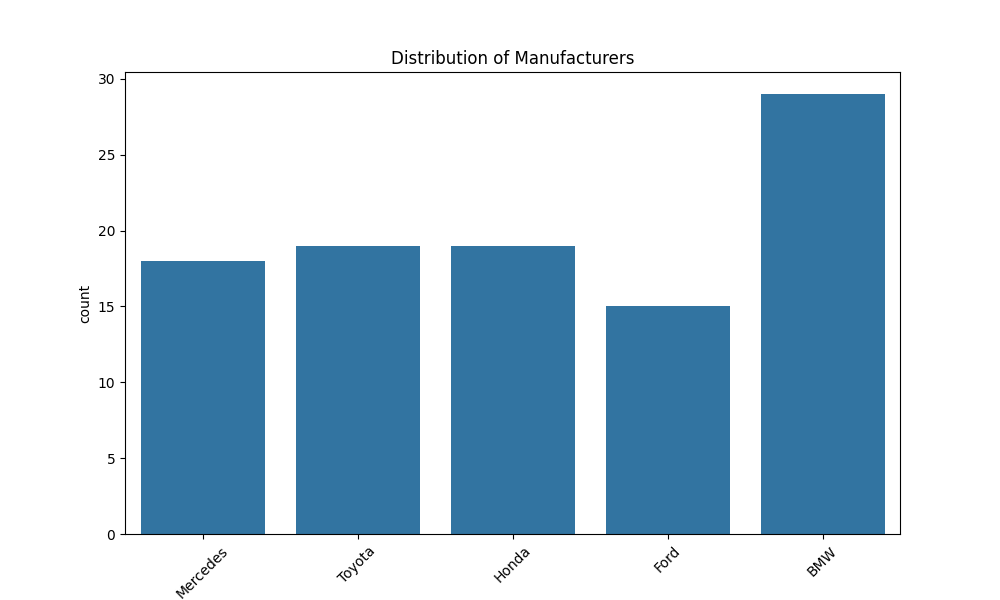 Distribution of Manufacturers
30
25
20
15
10
5
0
count
Mercedes
Toyota
Honda
Ford
BMW